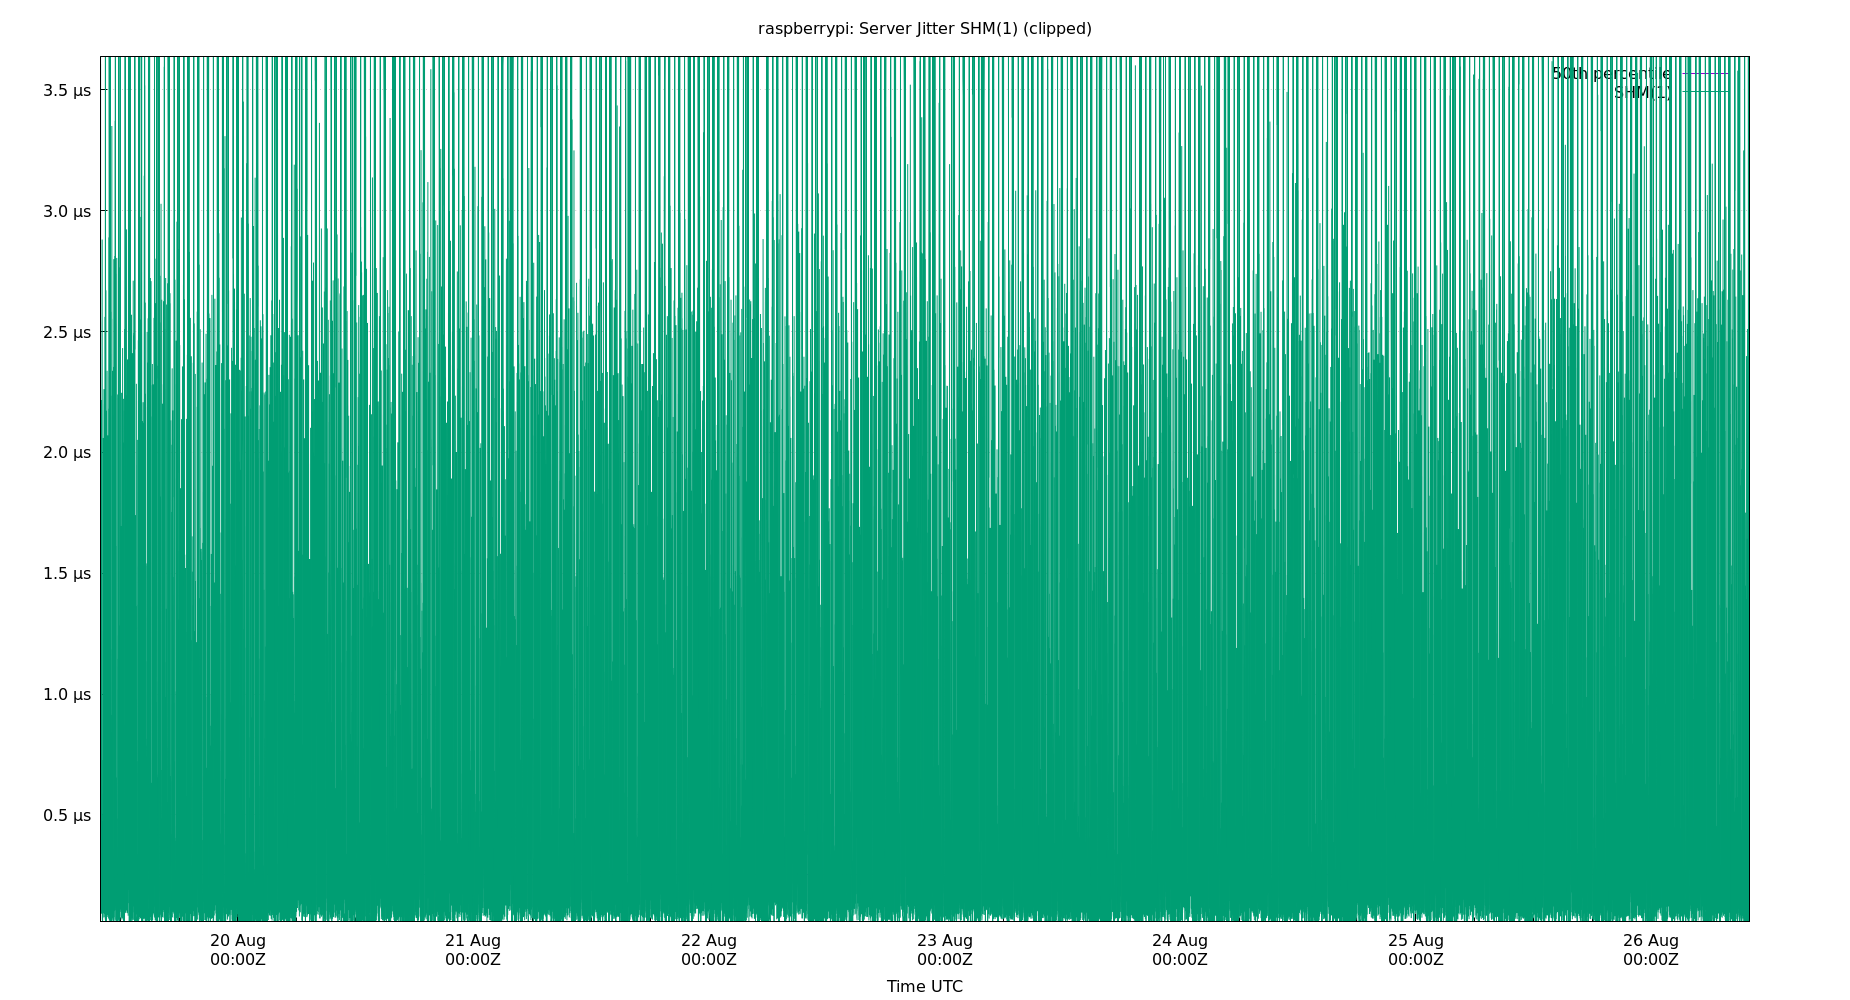 raspberrypi: Server Jitter SHM(1) (clipped)
50th percentile
SHM(1)
3.5 µs
3.0 µs
2.5 µs
2.0 µs
1.5 µs
1.0 µs
0.5 µs
20 Aug 21 Aug 22 Aug 23 Aug 24 Aug 25 Aug 26 Aug
00:00Z 00:00Z 00:00Z 00:00Z 00:00Z 00:00Z 00:00Z
Time UTC